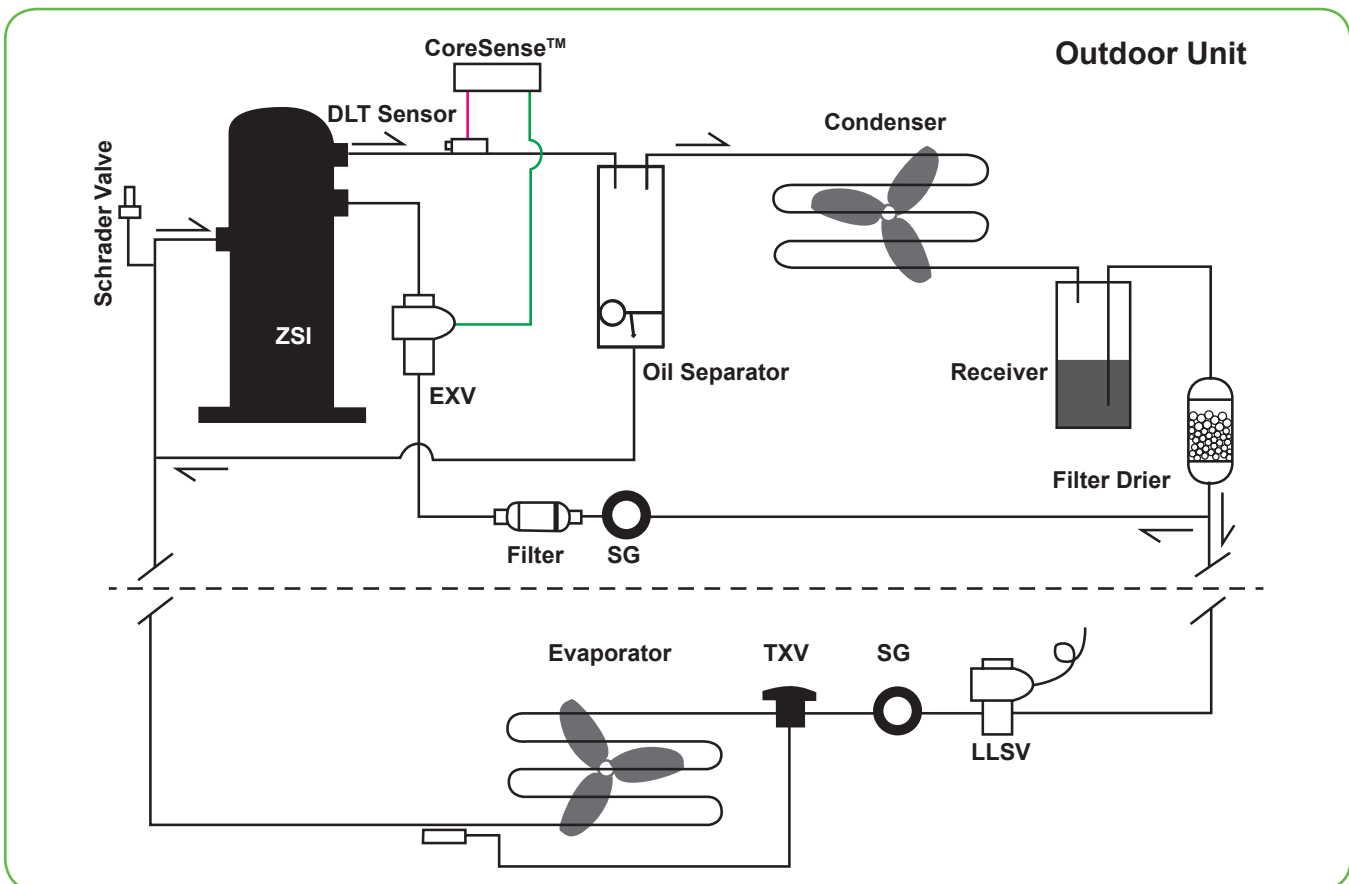 CoreSense™
Outdoor Unit
DLT Sensor
Condenser
Schrader Valve
ZSI
EXV
Oil Separator
Receiver
Filter Drier
Filter
SG
Evaporator
TXV
SG
LLSV